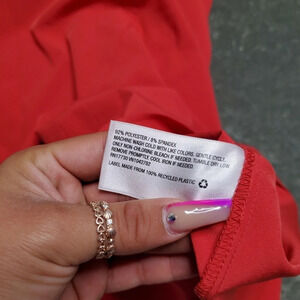 92% POLYESTER / 8% SPANDEX
MACHINE WASH COLD WITH LIKE COLORS. GENTLE CYCLE.
ONLY NON-CHLORINE BLEACH IF NEEDED. TUMBLE DRY LOW
REMOVE PROMPTLY. COOL IRON IF NEEDED.
LABEL MADE FROM 100% RECYCLED PLASTIC